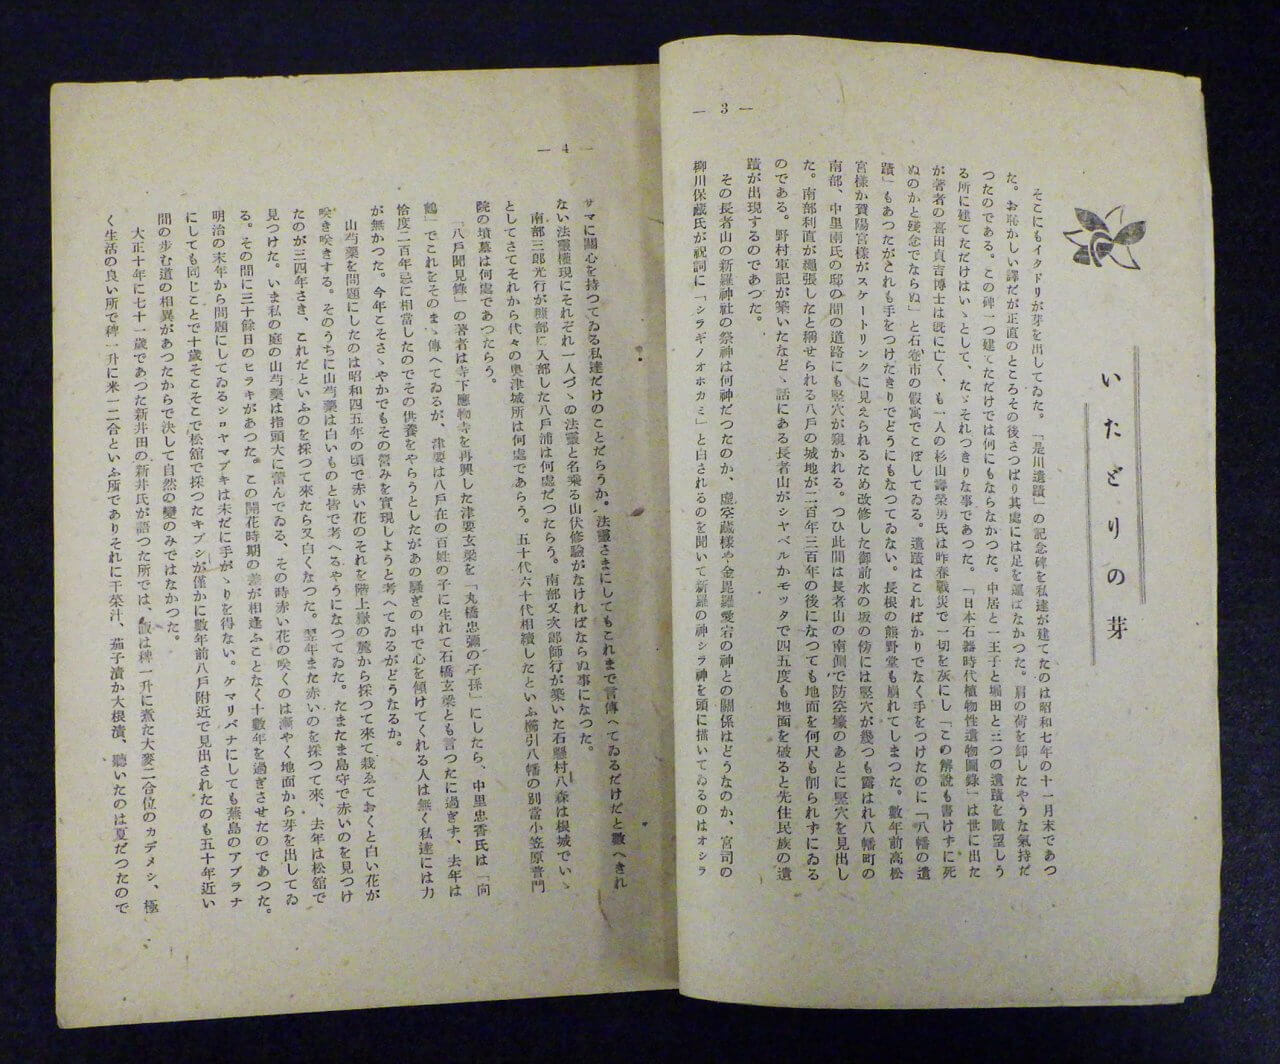 — 3 —
いたどりの芽
そこにもイタドリが芽を出してゐた。「是川遺蹟」の記念碑を私達が建てたのは昭和七年の十一月末であつ
た。お恥かしい譯だが正直のところその後さつぱり其處には足を運ばなかつた。肩の荷を卸したやうな氣持だ
つたのである。この碑一つ建てただけでは何にもならなかつた。中居と一王子と堀田と三つの遺蹟を眺望しう
る所に建てただけはいゝとして、たゞそれつきりな事であつた。「日本石器時代植物性遺物圖錄」は世に出た
が著者の喜田貞吉博士は既に亡く、も一人の杉山壽榮男氏は昨春戰災で一切を灰にし「この解說も書けずに死
ぬのかと殘念でならぬ」と石卷市の假寓でこぼしてゐる。遺蹟はこればかりでなく手をつけたのに「八幡の遺
蹟」もあつたがどれも手をつけたきりでどうにもなつてゐない。長根の熊野堂も崩れてしまつた。數年前高松
宮樣か賀陽宮樣がスケートリンクに見えられるため改修した御前水の坂の傍には竪穴が幾つも露はれ八幡町の
南部、中里兩氏の邸の間の道路にも竪穴が窺かれる。つひ此間は長者山の南側で防空壕のあとに竪穴を見出し
た。南部利直が繩張したと稱せられる八戶の城地が二百年三百年の後になつても地面を何尺も削られずにゐる
のである。野村軍記が築いたなど、話にある長者山がシヤベルかモツタで四五度も地面を破ると先住民族の遺
蹟が出現するのであつた。
その長者山の新羅神社の祭神は何神だつたのか、虛空藏樣や金毘羅愛宕の神との關係はどうなのか、宮司の
柳川保藏氏が祝詞に「シラギノオホカミ」と白されるのを聞いて新羅の神シラ神を頭に描いてゐるのはオシラ
— 4 —
サマに關心を持つてゐる私達だけのことだらうか。法靈さまにしてもこれまで言傳へてゐるだけだと數へきれ
ない法靈權現にそれぞれ一人づゝの法靈と名乘る山伏修驗がなければならぬ事になつた。
南部三郎光行が糠部に入部した八戶浦は何處だつたらう。南部又次郎師行が築いた石懸村八森は根城でいゝ
としてさてそれから代々の奧津城所は何處であらう。五十代六十代相續したといふ櫛引八幡の別當小笠原普門
院の墳墓は何處であつたらう。
「八戶聞見錄」の著者は寺下應物寺を再興した津要玄梁を「丸橋忠彌の子孫」にしたら、中里忠香氏は「向
鶴」でこれをそのまゝ傳へてゐるが、津要は八戶在の百姓の子に生れて石橋玄梁とも言つたに過ぎず、去年は
恰度二百年忌に相當したのでその供養をやらうとしたがあの騷ぎの中で心を傾けてくれる人は無く私達には力
が無かつた。今年こそさゝやかでもその營みを實現しようと考へてゐるがどうなるか。
山芍藥を問題にしたのは昭和四五年の頃で赤い花のそれを階上嶽の麓から採つて來て栽ゑておくと白い花が
咲き咲きする。そのうちに山芍藥は白いものと皆で考へるやうになつてゐた。たまたま島守で赤いのを見つけ
たのが三四年さき、これだといふのを採つて來たら又白くなつた。翌年また赤いのを採つて來、去年は松舘で
見つけた。いま私の庭の山芍藥は指頭大に蕾んでゐる、その時赤い花の咲くのは漸やく地面から芽を出してゐ
る。その間に三十餘日のヒラキがあつた。この開花時期の差が相逢ふことなく十數年を過ぎさせたのであつた。
明治の末年から問題にしてゐるシロヤマブキは未だに手がゝりを得ない。ケマリバナにしても蕪島のアブラナ
にしても同じことで十歲そこそこで松舘で採つたキブシが僅かに數年前八戶附近で見出されたのも五十年近い
間の步む道の相異があつたからで決して自然の變のみではなかつた。
大正十年に七十一歲であつた新井田の新井氏が語つた所では、飯は稗一升に煮た大麥二合位のカデメシ、極
く生活の良い所で稗一升に米一二合といふ所でありそれに干菜汁、茄子漬か大根漬、聽いたのは夏だつたので